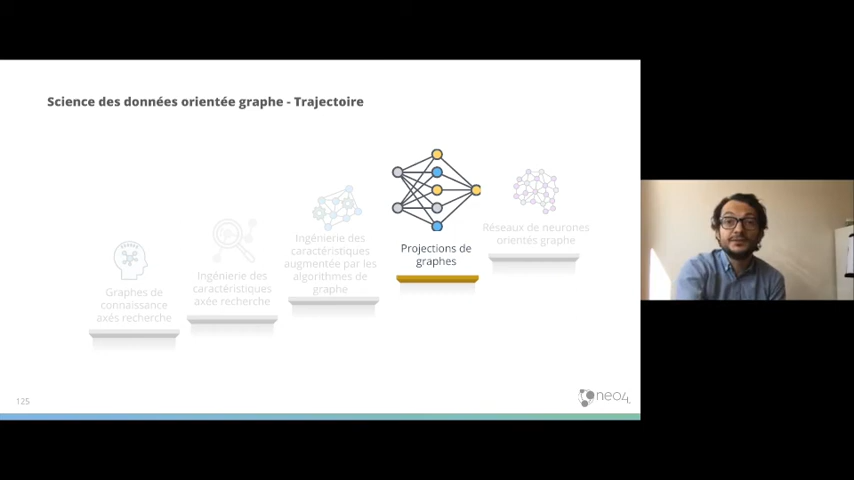 Science des données orientée graphe - Trajectoire
Graphes de
connaissance
axés recherche
Ingénierie des
caractéristiques
axée recherche
Ingénierie des
caractéristiques
augmentée par les
algorithmes de
graphe
Projections de
graphes
Réseaux de neurones
orientés graphe
125
neo4j